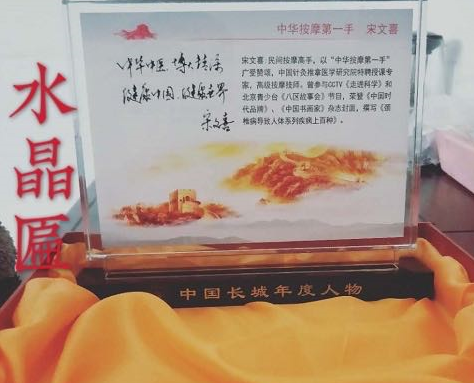 中华按摩第一手 宋文喜
中华中医 博大精深
健康中国 健康世界
宋文喜
宋文喜:民间按摩高手,以“中华按摩第一手”
广受赞颂,中国针灸推拿医学研究院特聘授课专
家,高级按摩技师。曾参与CCTV《走进科学》和
北京青少台《八区故事会》节目,荣登《中国时
代品牌》、《中国书画家》杂志封面,撰写《颈
椎病导致人体系列疾病上百种》。
水
晶
匾
中国长城年度人物